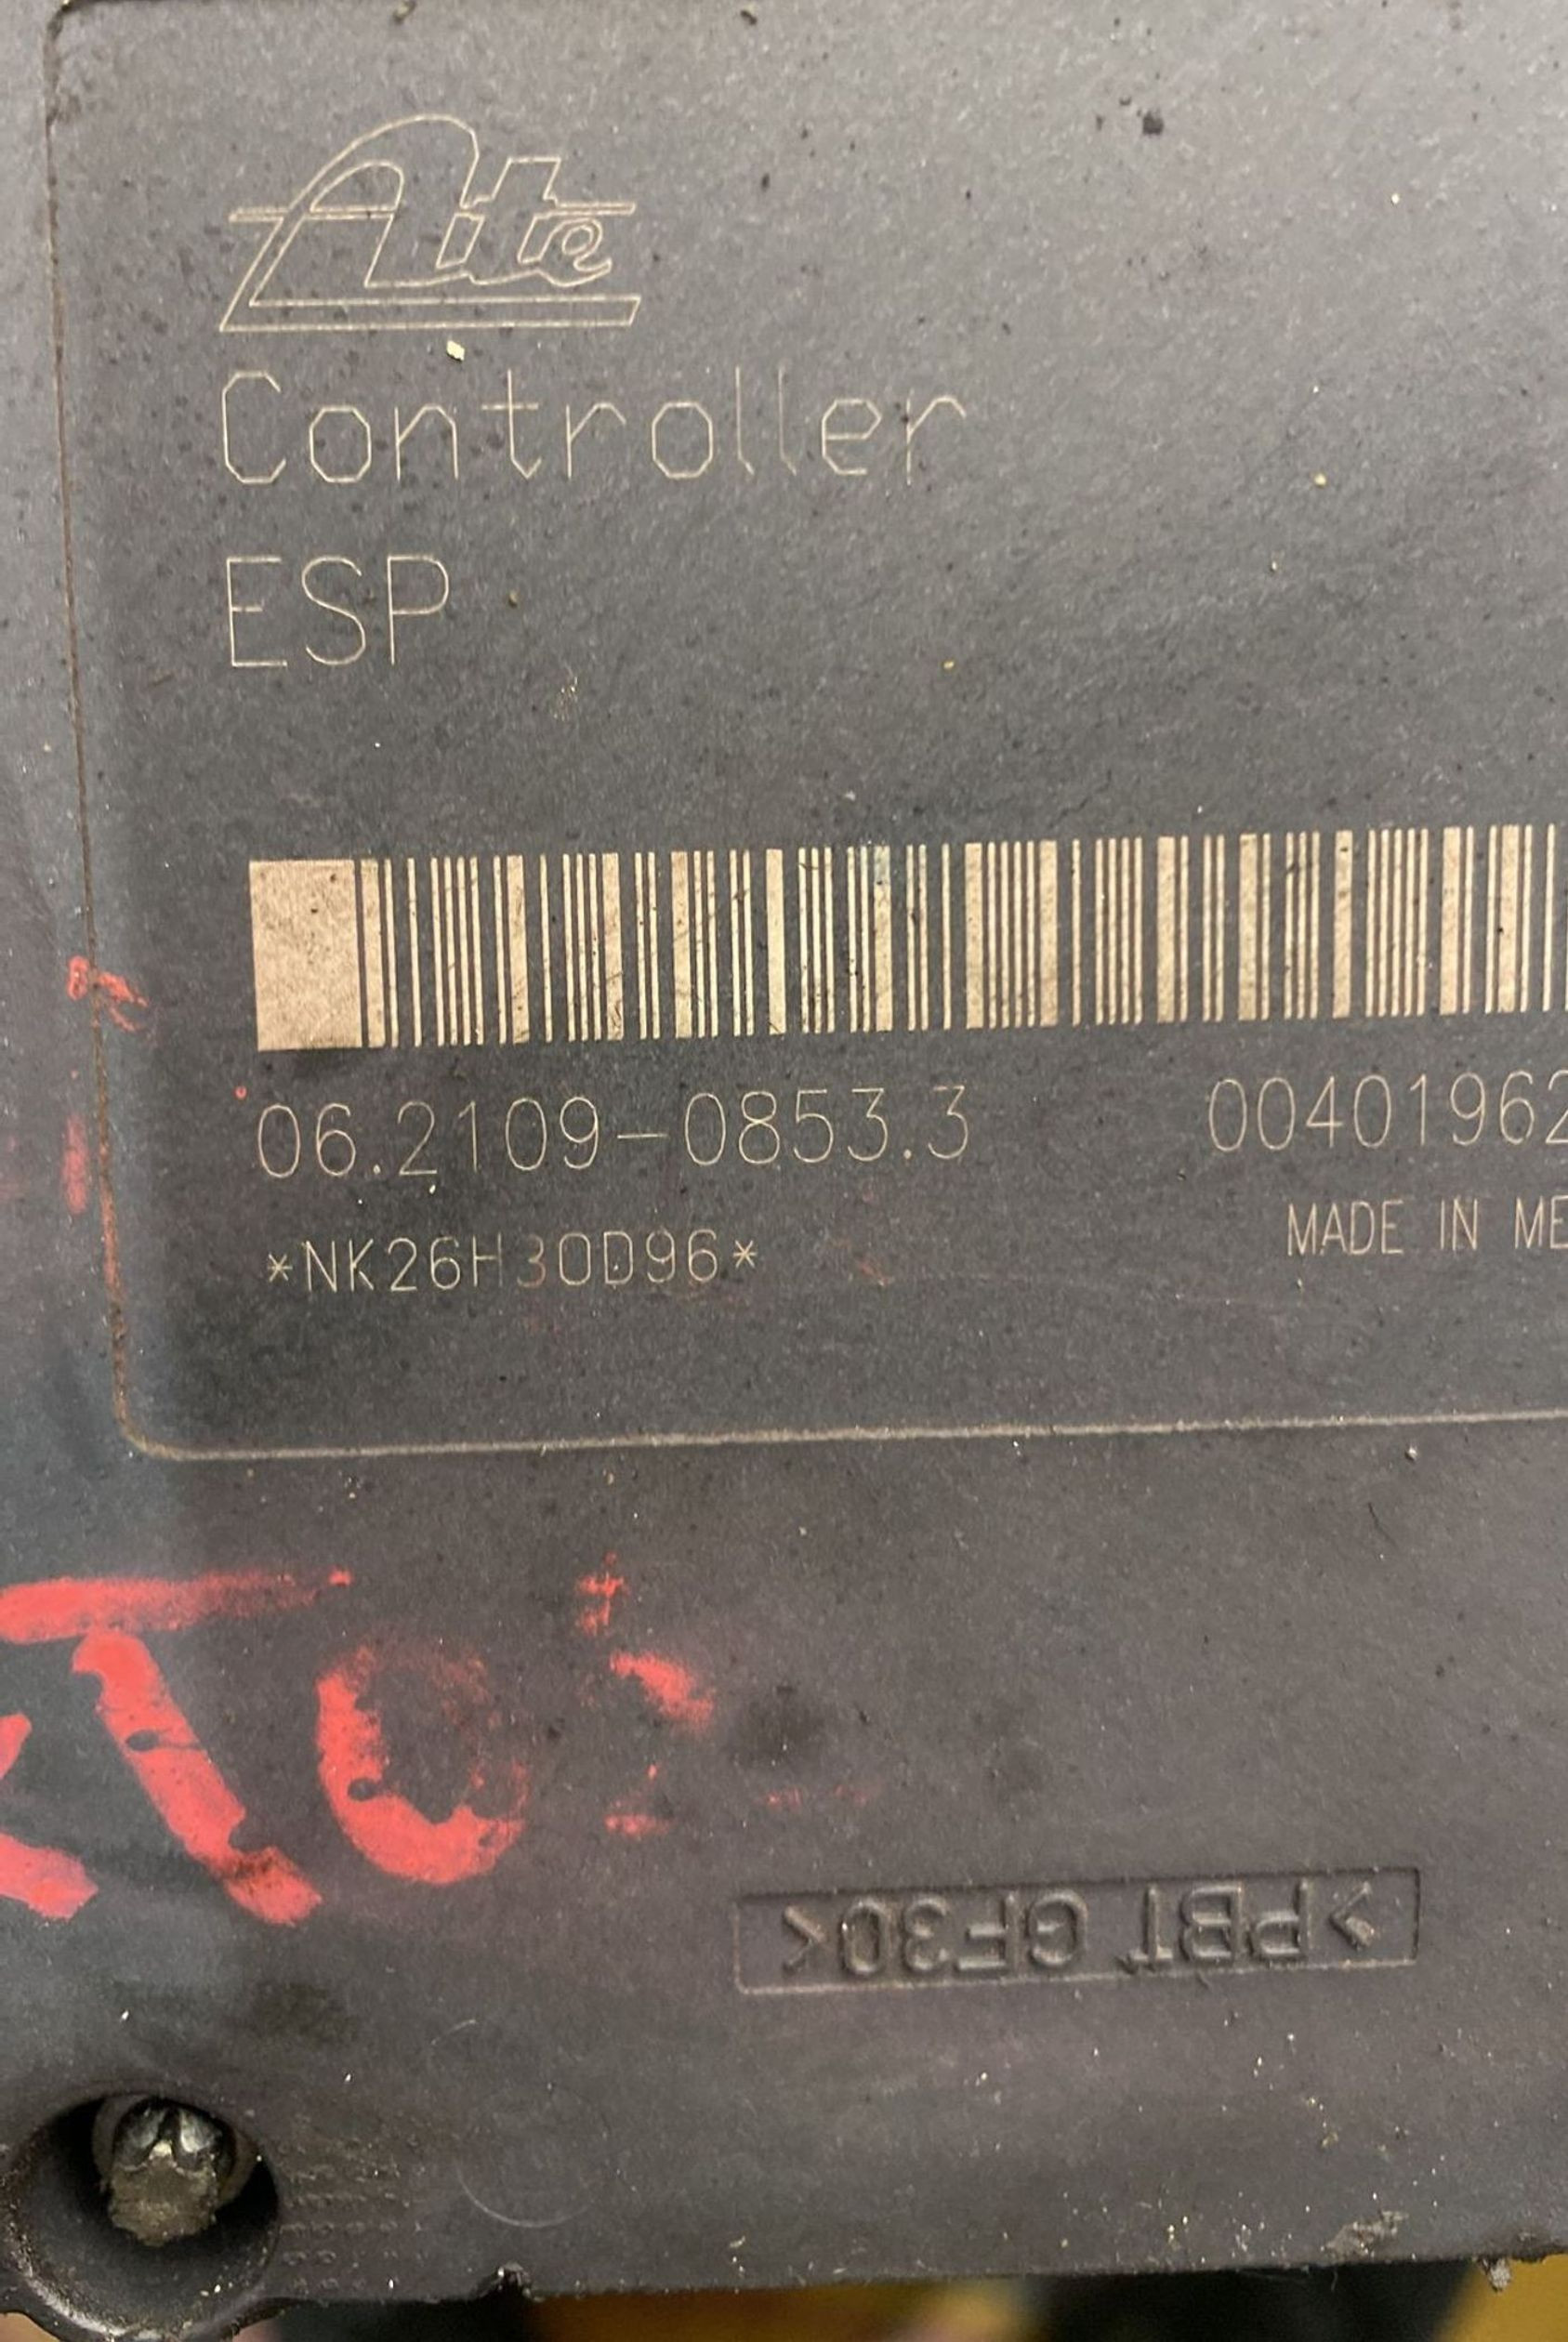 Ate
Controller
ESP
06.2109-0853.3 00401962
*NK26H30D96*
MADE IN ME
>PBT GF30<